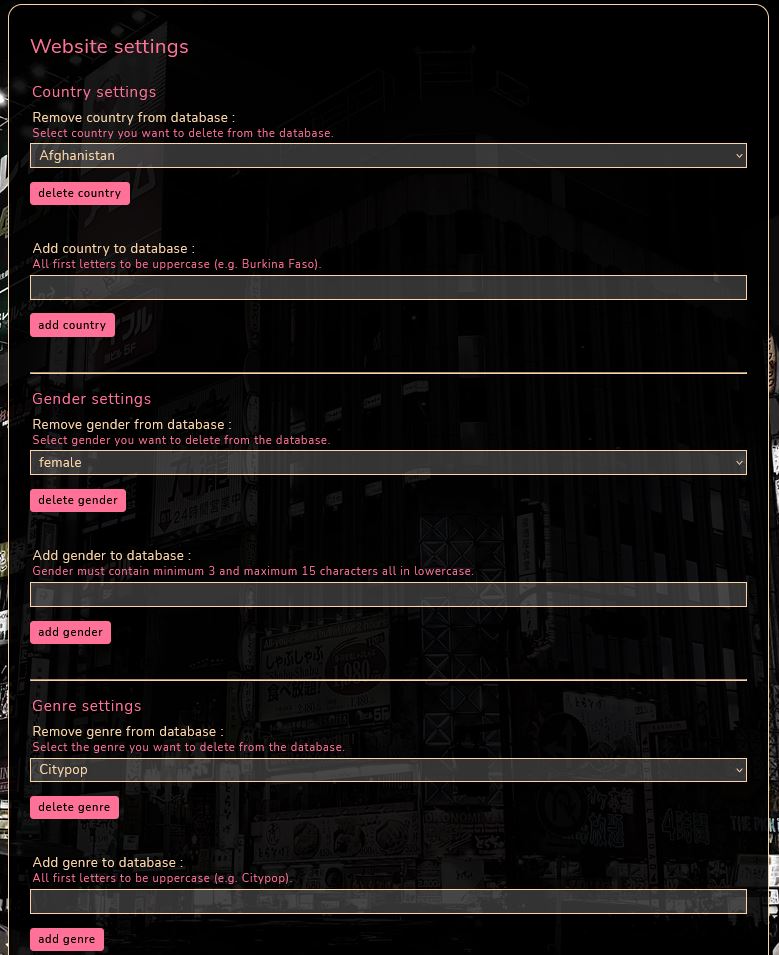 Website settings
Country settings
Remove country from database :
Select country you want to delete from the database.
Afghanistan
delete country
Add country to database :
All first letters to be uppercase (e.g. Burkina Faso).
add country
Gender settings
Remove gender from database :
Select gender you want to delete from the database.
female
delete gender
Add gender to database :
Gender must contain minimum 3 and maximum 15 characters all in lowercase.
add gender
Genre settings
Remove genre from database :
Select the genre you want to delete from the database.
Citypop
delete genre
Add genre to database :
All first letters to be uppercase (e.g. Citypop).
add genre